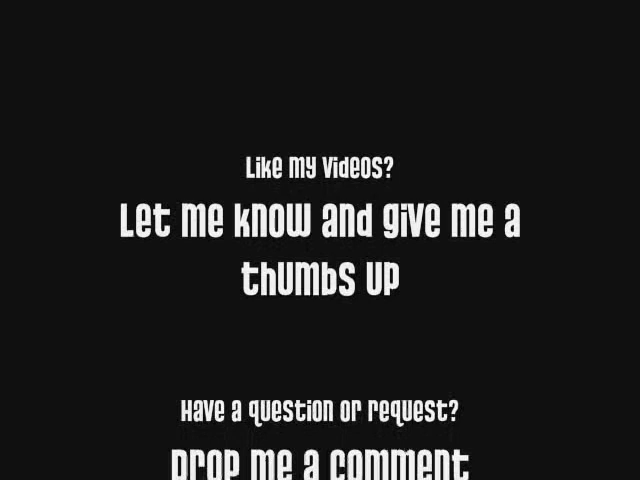 Like my videos?
Let me know and give me a
thumbs up
Have a question or request?
Drop me a comment